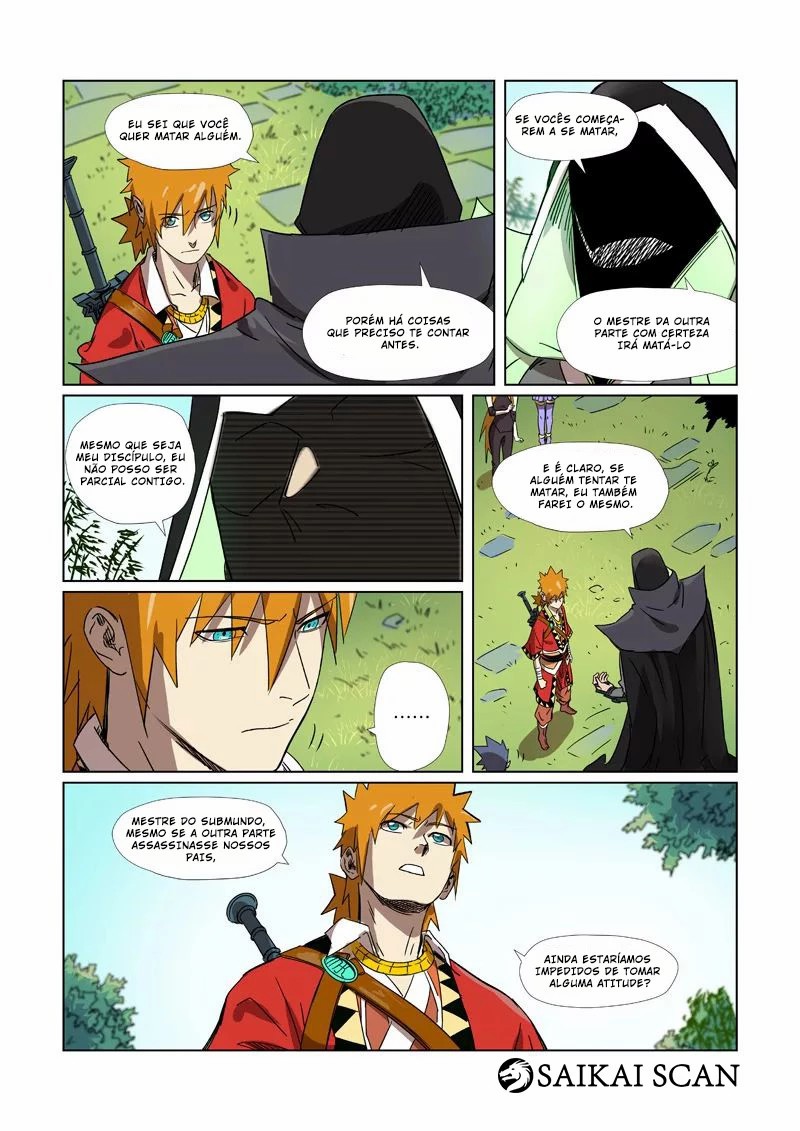 EU SEI QUE VOCÊ
QUER MATAR ALGUÉM.
PORÉM HÁ COISAS
QUE PRECISO TE CONTAR
ANTES.
SE VOCÊS COMEÇA-
REM A SE MATAR,
O MESTRE DA OUTRA
PARTE COM CERTEZA
IRÁ MATÁ-LO
MESMO QUE SEJA
MEU DISCÍPULO, EU
NÃO POSSO SER
PARCIAL CONTIGO.
E É CLARO, SE
ALGUÉM TENTAR TE
MATAR, EU TAMBÉM
FAREI O MESMO.
......
MESTRE DO SUBMUNDO,
MESMO SE A OUTRA PARTE
ASSASSINASSE NOSSOS
PAIS,
AINDA ESTARÍAMOS
IMPEDIDOS DE TOMAR
ALGUMA ATITUDE?
SAIKAI SCAN